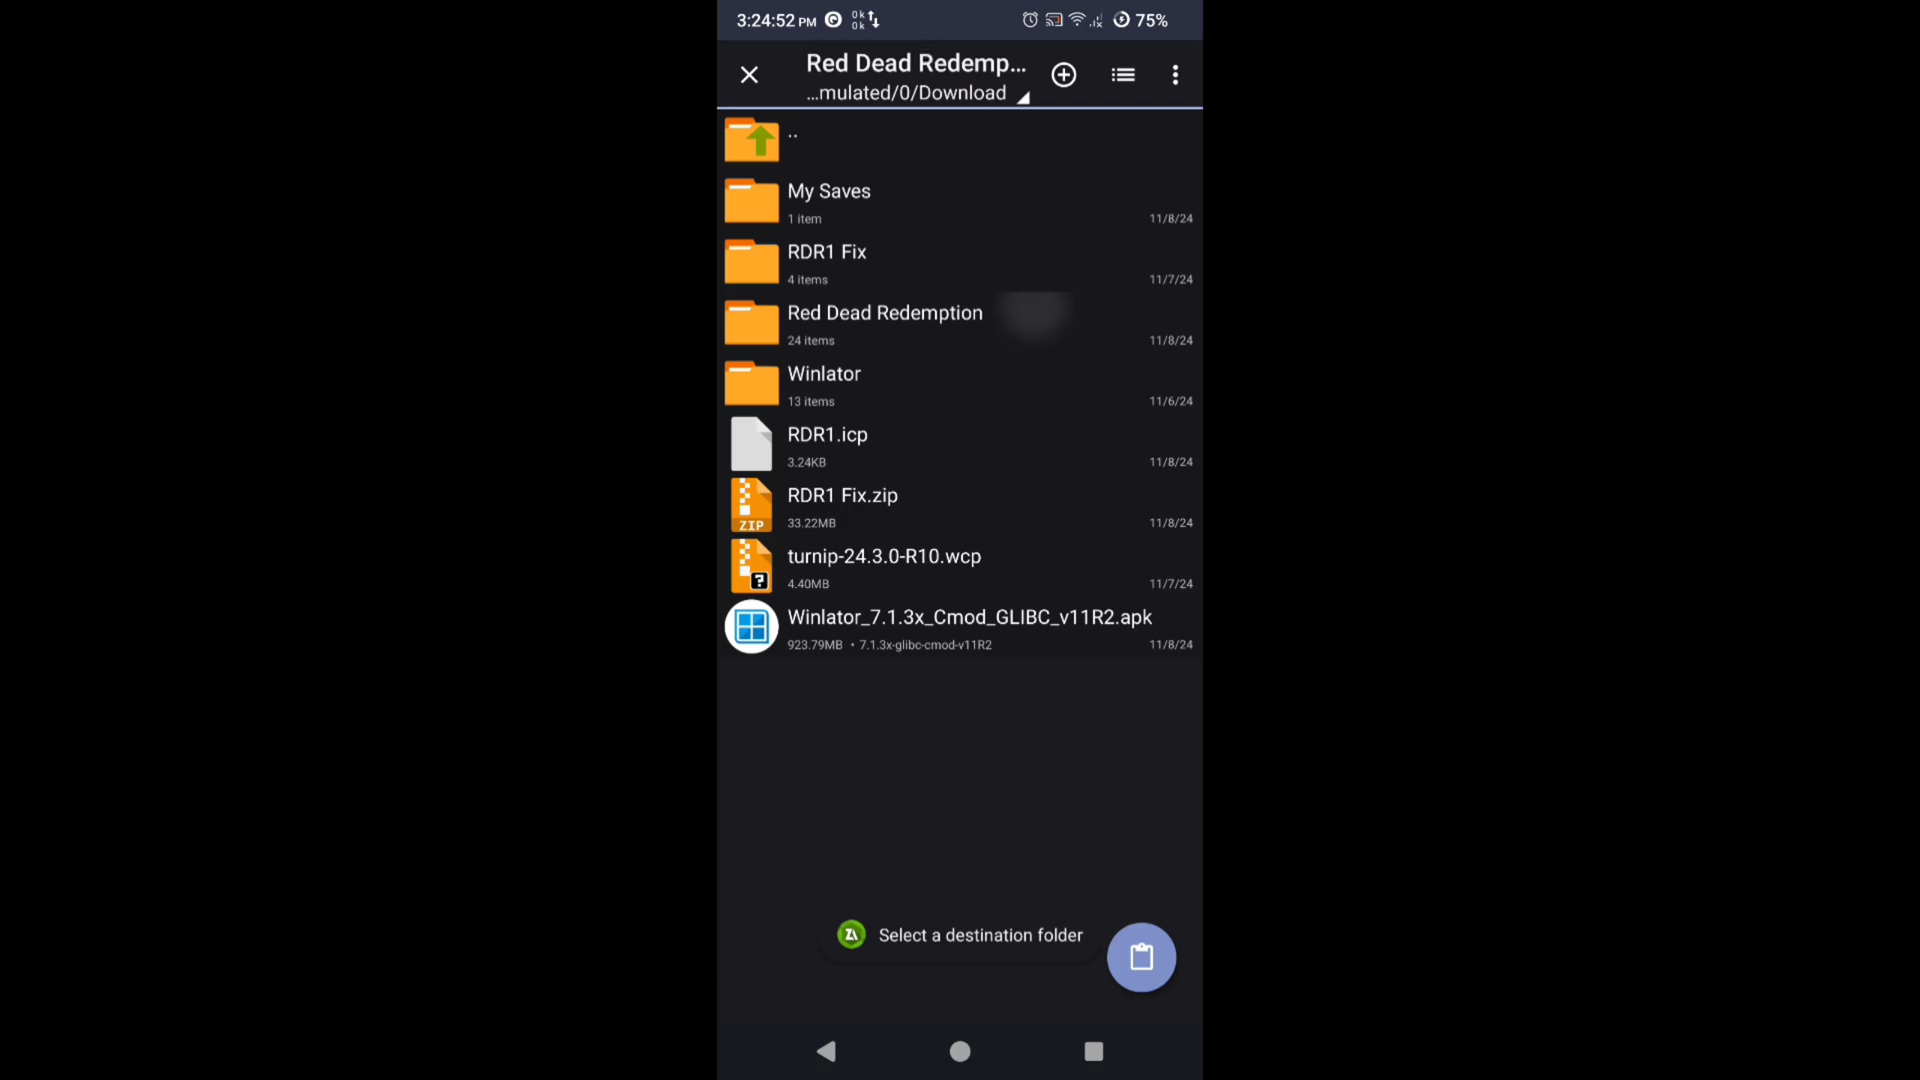 3:24:52 PM
0 k
0 k
75%
Red Dead Redemp...
...mulated/0/Download
..
My Saves
1 item
11/8/24
RDR1 Fix
4 items
11/7/24
Red Dead Redemption
24 items
11/8/24
Winlator
13 items
11/6/24
RDR1.icp
3.24KB
11/8/24
RDR1 Fix.zip
ZIP
33.22MB
11/8/24
turnip-24.3.0-R10.wcp
?
4.40MB
11/7/24
Winlator_7.1.3x_Cmod_GLIBC_v11R2.apk
923.79MB • 7.1.3x-glibc-cmod-v11R2
11/8/24
ZA Select a destination folder